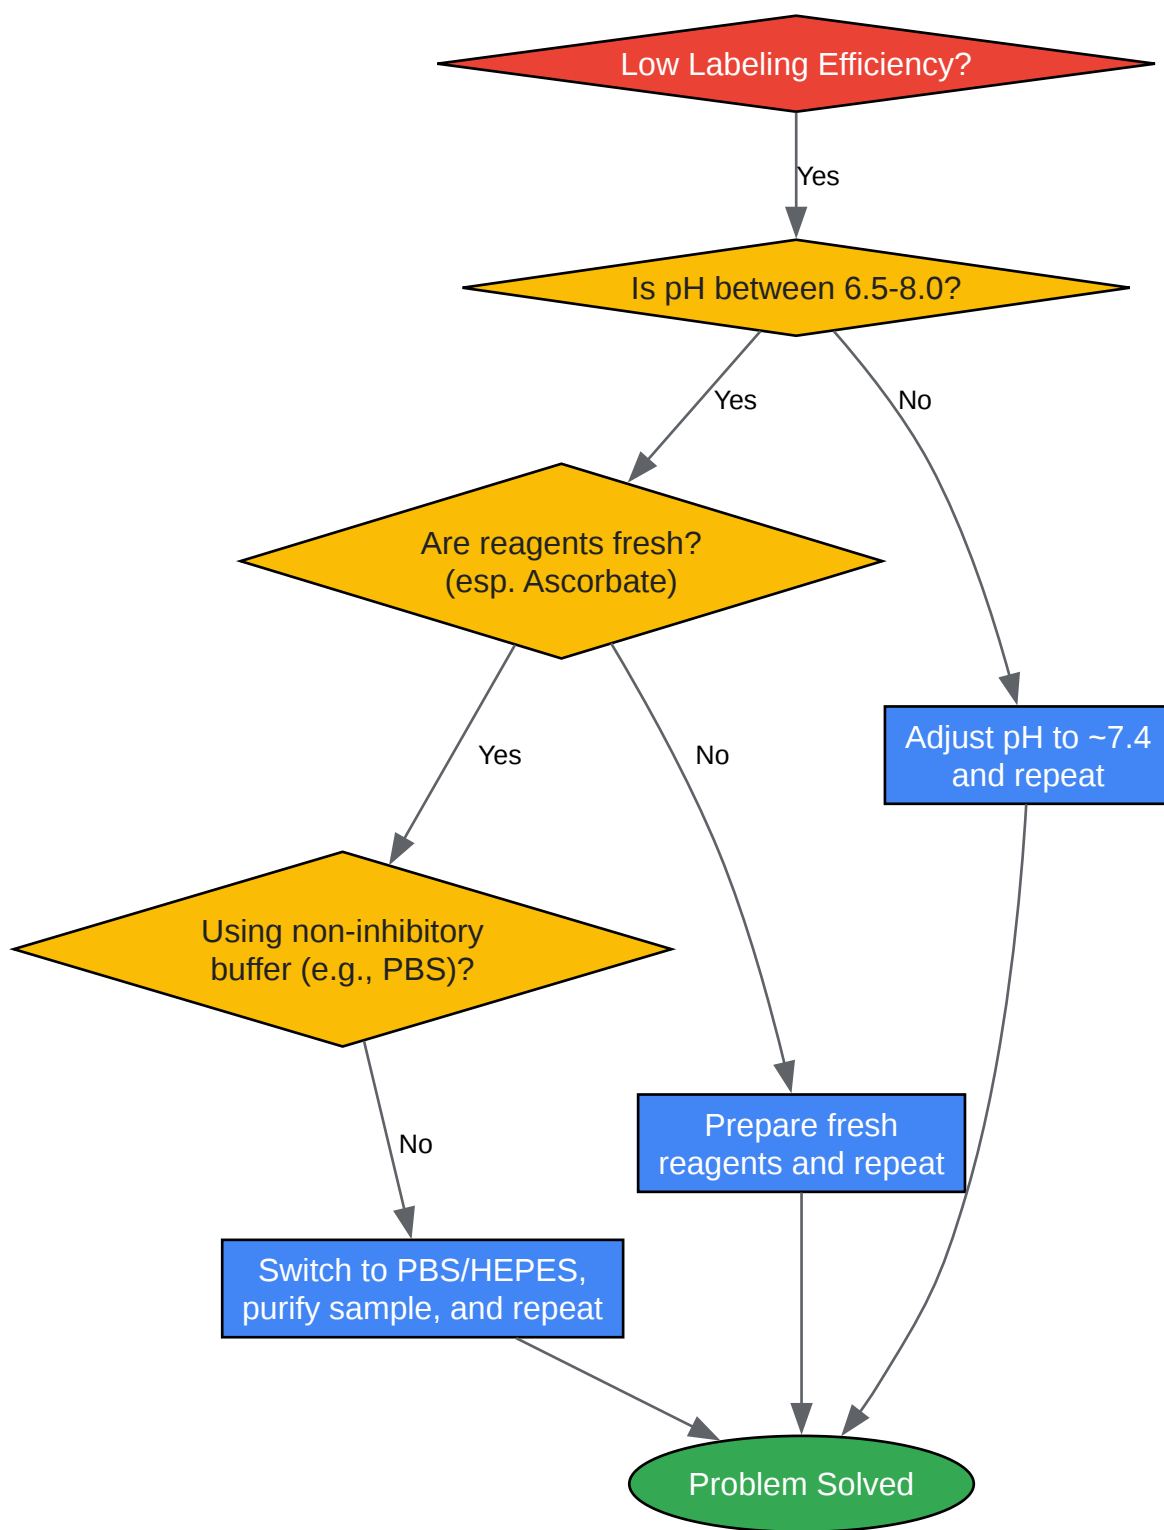 Low Labeling Efficiency?
Yes
Is pH between 6.5-8.0?
Yes
No
Are reagents fresh?
(esp. Ascorbate)
Yes
No
Adjust pH to ~7.4
and repeat
Using non-inhibitory
buffer (e.g., PBS)?
No
Prepare fresh
reagents and repeat
Switch to PBS/HEPES,
purify sample, and repeat
Problem Solved